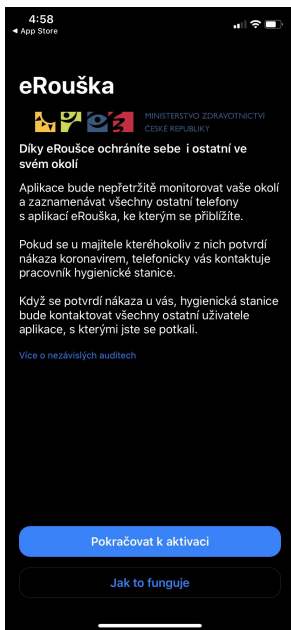 4:58
◀ App Store
eRouška
MINISTERSTVO ZDRAVOTNICTVÍ
ČESKÉ REPUBLIKY
Díky eRoušce ochráníte sebe i ostatní ve
svém okolí
Aplikace bude nepřetržitě monitorovat vaše okolí
a zaznamenávat všechny ostatní telefony
s aplikací eRouška, ke kterým se přiblížíte.
Pokud se u majitele kteréhokoliv z nich potvrdí
nákaza koronavirem, telefonicky vás kontaktuje
pracovník hygienické stanice.
Když se potvrdí nákaza u vás, hygienická stanice
bude kontaktovat všechny ostatní uživatele
aplikace, s kterými jste se potkali.
Více o nezávislých auditech
Pokračovat k aktivaci
Jak to funguje